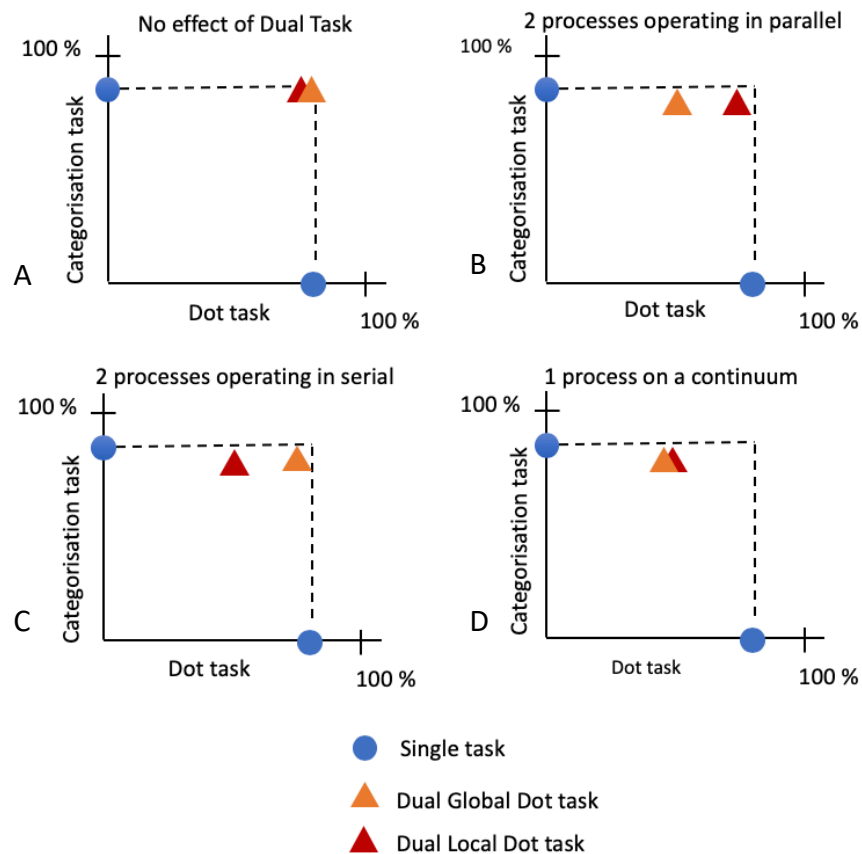 No effect of Dual Task
100 %
Categorisation task
A
Dot task
100 %
2 processes operating in parallel
100 %
Categorisation task
B
Dot task
100 %
2 processes operating in serial
100 %
Categorisation task
C
Dot task
100 %
1 process on a continuum
100 %
Categorisation task
D
Dot task
100 %
Single task
Dual Global Dot task
Dual Local Dot task